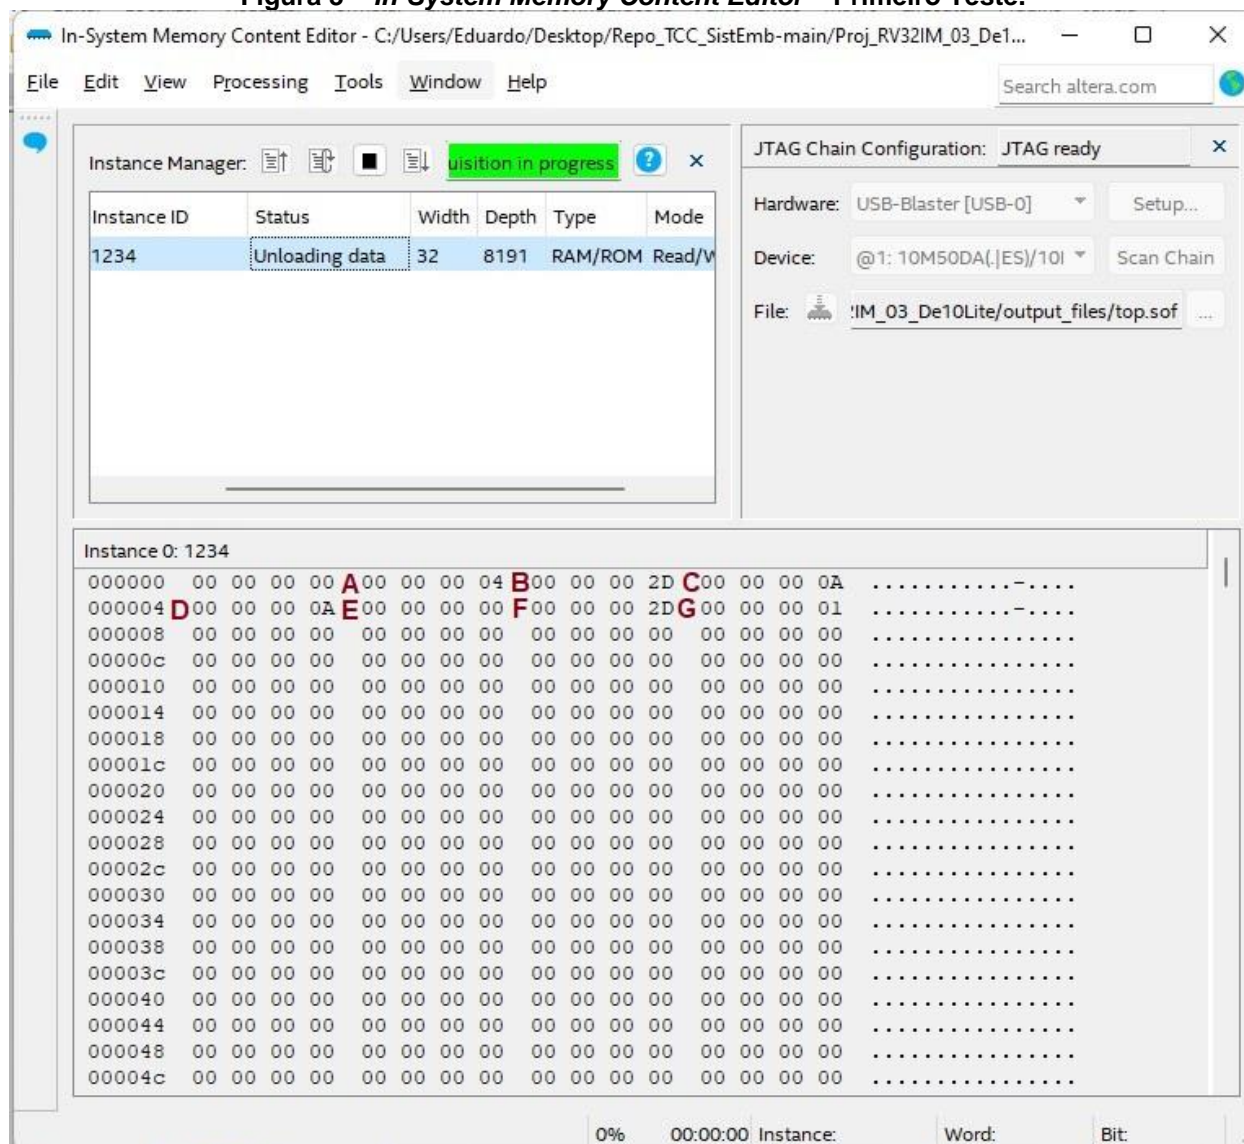 In-System Memory Content Editor - C:/Users/Eduardo/Desktop/Repo_TCC_SistEmb-main/Proj_RV32IM_03_De1...
File Edit View Processing Tools Window Help
Search altera.com
Instance Manager: uisition in progress
JTAG Chain Configuration: JTAG ready
Instance ID Status Width Depth Type Mode
1234 Unloading data 32 8191 RAM/ROM Read/W
Hardware: USB-Blaster [USB-0] Setup...
Device: @1: 10M50DA(.|ES)/10I Scan Chain
File: !IM_03_De10Lite/output_files/top.sof ...
Instance 0: 1234
000000 00 00 00 00 A 00 00 00 04 B 00 00 00 2D C 00 00 00 0A ...........-....
000004 D 00 00 00 0A E 00 00 00 00 F 00 00 00 2D G 00 00 00 01 ...........-....
000008 00 00 00 00 00 00 00 00 00 00 00 00 00 00 00 00 ................
00000c 00 00 00 00 00 00 00 00 00 00 00 00 00 00 00 00 ................
000010 00 00 00 00 00 00 00 00 00 00 00 00 00 00 00 00 ................
000014 00 00 00 00 00 00 00 00 00 00 00 00 00 00 00 00 ................
000018 00 00 00 00 00 00 00 00 00 00 00 00 00 00 00 00 ................
00001c 00 00 00 00 00 00 00 00 00 00 00 00 00 00 00 00 ................
000020 00 00 00 00 00 00 00 00 00 00 00 00 00 00 00 00 ................
000024 00 00 00 00 00 00 00 00 00 00 00 00 00 00 00 00 ................
000028 00 00 00 00 00 00 00 00 00 00 00 00 00 00 00 00 ................
00002c 00 00 00 00 00 00 00 00 00 00 00 00 00 00 00 00 ................
000030 00 00 00 00 00 00 00 00 00 00 00 00 00 00 00 00 ................
000034 00 00 00 00 00 00 00 00 00 00 00 00 00 00 00 00 ................
000038 00 00 00 00 00 00 00 00 00 00 00 00 00 00 00 00 ................
00003c 00 00 00 00 00 00 00 00 00 00 00 00 00 00 00 00 ................
000040 00 00 00 00 00 00 00 00 00 00 00 00 00 00 00 00 ................
000044 00 00 00 00 00 00 00 00 00 00 00 00 00 00 00 00 ................
000048 00 00 00 00 00 00 00 00 00 00 00 00 00 00 00 00 ................
00004c 00 00 00 00 00 00 00 00 00 00 00 00 00 00 00 00 ................
0% 00:00:00 Instance: Word: Bit: